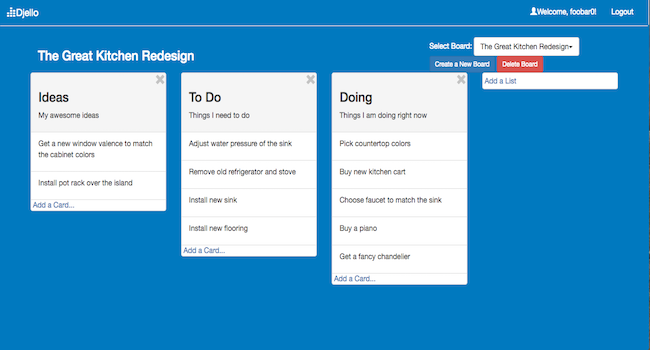 Djello
Welcome, foobar0!
Logout
The Great Kitchen Redesign
Select Board: The Great Kitchen Redesign
Create a New Board
Delete Board
Ideas
My awesome ideas
Get a new window valence to match
the cabinet colors
Install pot rack over the island
Add a Card...
To Do
Things I need to do
Adjust water pressure of the sink
Remove old refrigerator and stove
Install new sink
Install new flooring
Add a Card...
Doing
Things I am doing right now
Pick countertop colors
Buy new kitchen cart
Choose faucet to match the sink
Buy a piano
Get a fancy chandelier
Add a Card...
Add a List